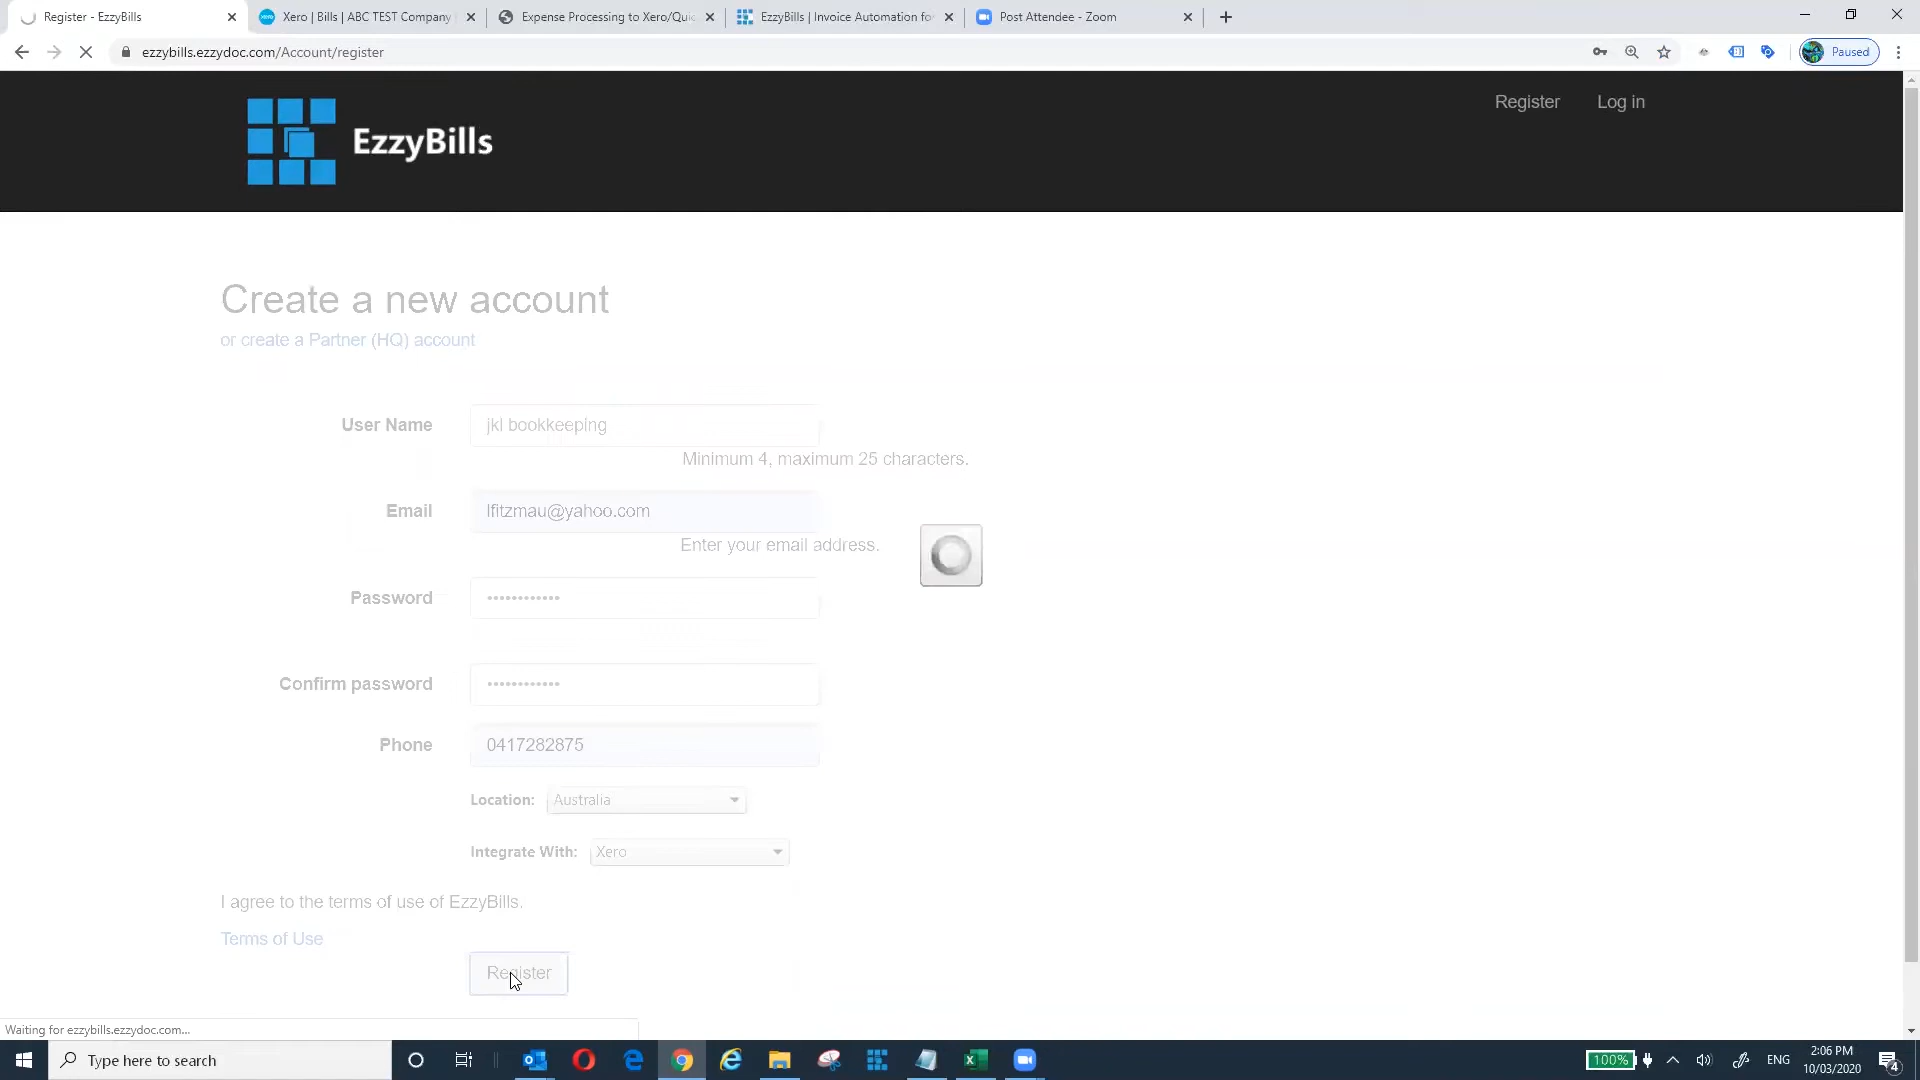 Register - EzzyBills
Xero | Bills | ABC TEST Company
Expense Processing to Xero/Quic
EzzyBills | Invoice Automation for
Post Attendee - Zoom
ezzybills.ezzydoc.com/Account/register
Paused
EzzyBills
Register
Log in
Create a new account
or create a Partner (HQ) account
User Name
jkl bookkeeping
Minimum 4, maximum 25 characters.
Email
lfitzmau@yahoo.com
Enter your email address.
Password
Confirm password
Phone
0417282875
Location:
Australia
Integrate With:
Xero
I agree to the terms of use of EzzyBills.
Terms of Use
Register
Waiting for ezzybills.ezzydoc.com...
Type here to search
100%
ENG
2:06 PM
10/03/2020
4